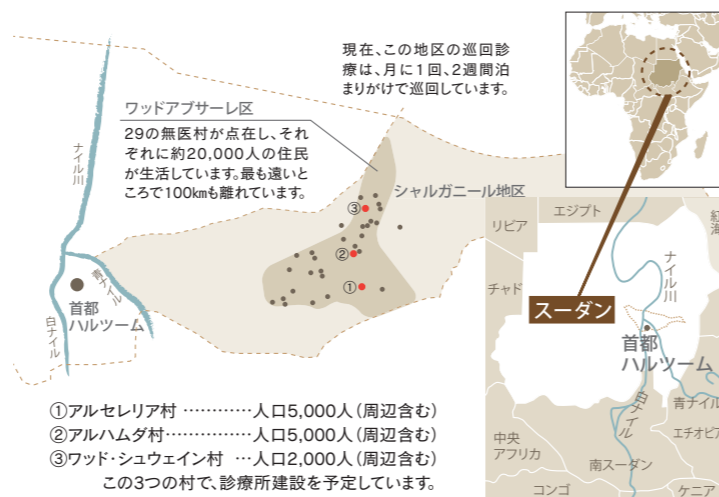 現在、この地区の巡回診
療は、月に1回、2週間泊
まりがけで巡回しています。
ワッドアブサーレ区
29の無医村が点在し、それ
ぞれに約20,000人の住民
が生活しています。最も遠いと
ころで100kmも離れています。
ナイル川
シャルガニール地区
③
②
①
青ナイル
首都
ハルツーム
白ナイル
①アルセレリア村 …………人口5,000人(周辺含む)
②アルハムダ村……………人口5,000人(周辺含む)
③ワッド・シュウェイン村 …人口2,000人(周辺含む)
この3つの村で、診療所建設を予定しています。
エジプト
リビア
紅海
チャド
ナイル川
スーダン
首都
ハルツーム
白ナイル
青ナイル
エチオピア
中央
アフリカ
南スーダン
コンゴ
ケニア